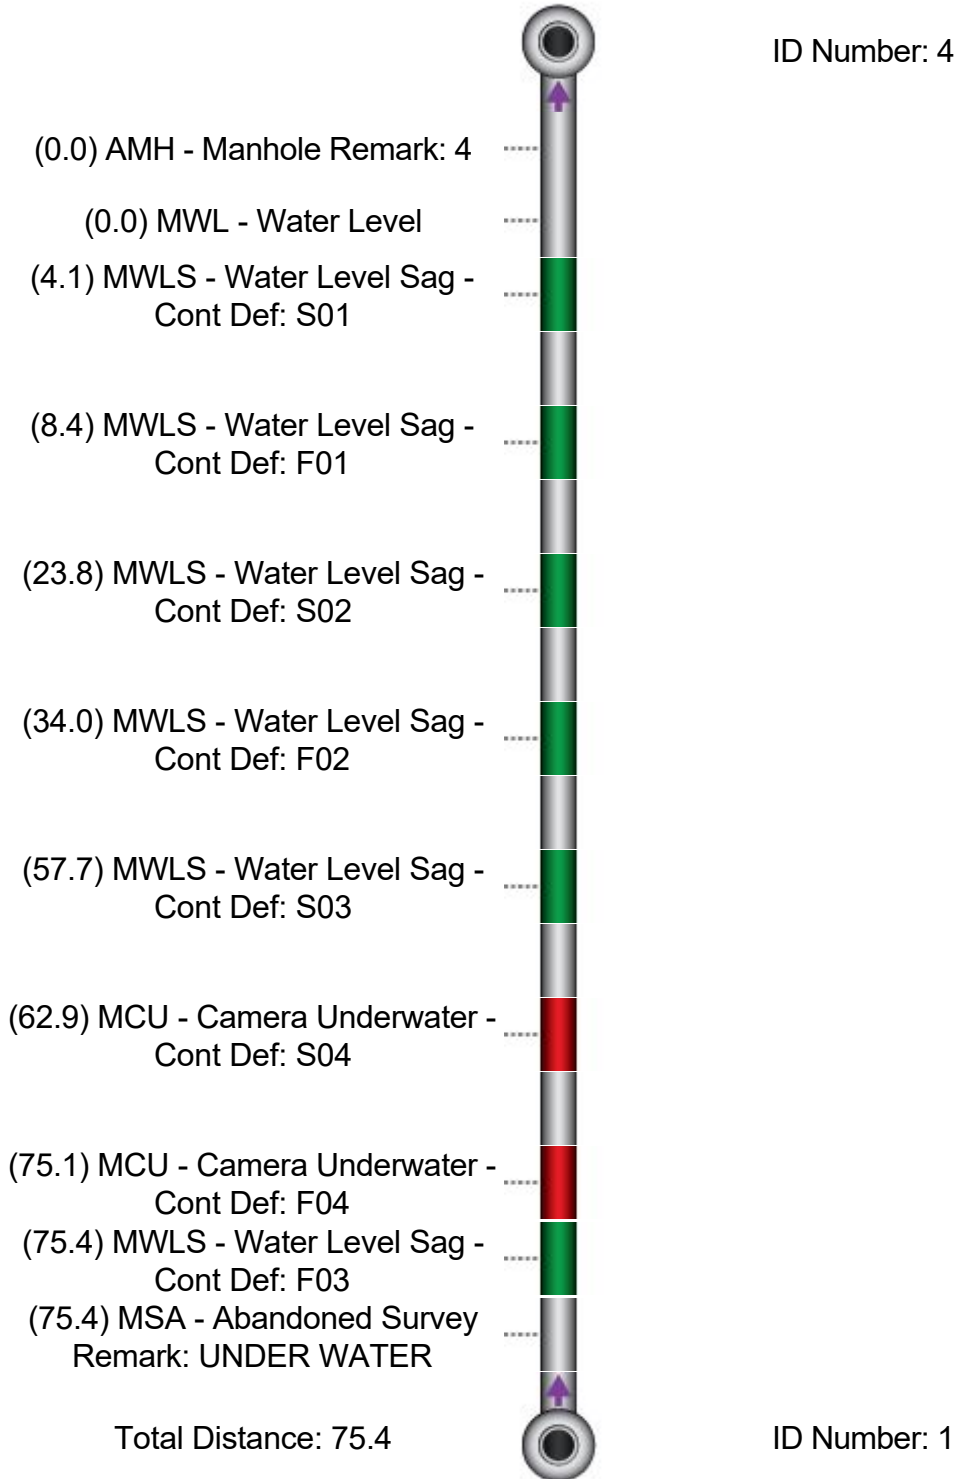 ID Number: 4
(0.0) AMH - Manhole Remark: 4
(0.0) MWL - Water Level
(4.1) MWLS - Water Level Sag -
Cont Def: S01
(8.4) MWLS - Water Level Sag -
Cont Def: F01
(23.8) MWLS - Water Level Sag -
Cont Def: S02
(34.0) MWLS - Water Level Sag -
Cont Def: F02
(57.7) MWLS - Water Level Sag -
Cont Def: S03
(62.9) MCU - Camera Underwater -
Cont Def: S04
(75.1) MCU - Camera Underwater -
Cont Def: F04
(75.4) MWLS - Water Level Sag -
Cont Def: F03
(75.4) MSA - Abandoned Survey
Remark: UNDER WATER
Total Distance: 75.4
ID Number: 1